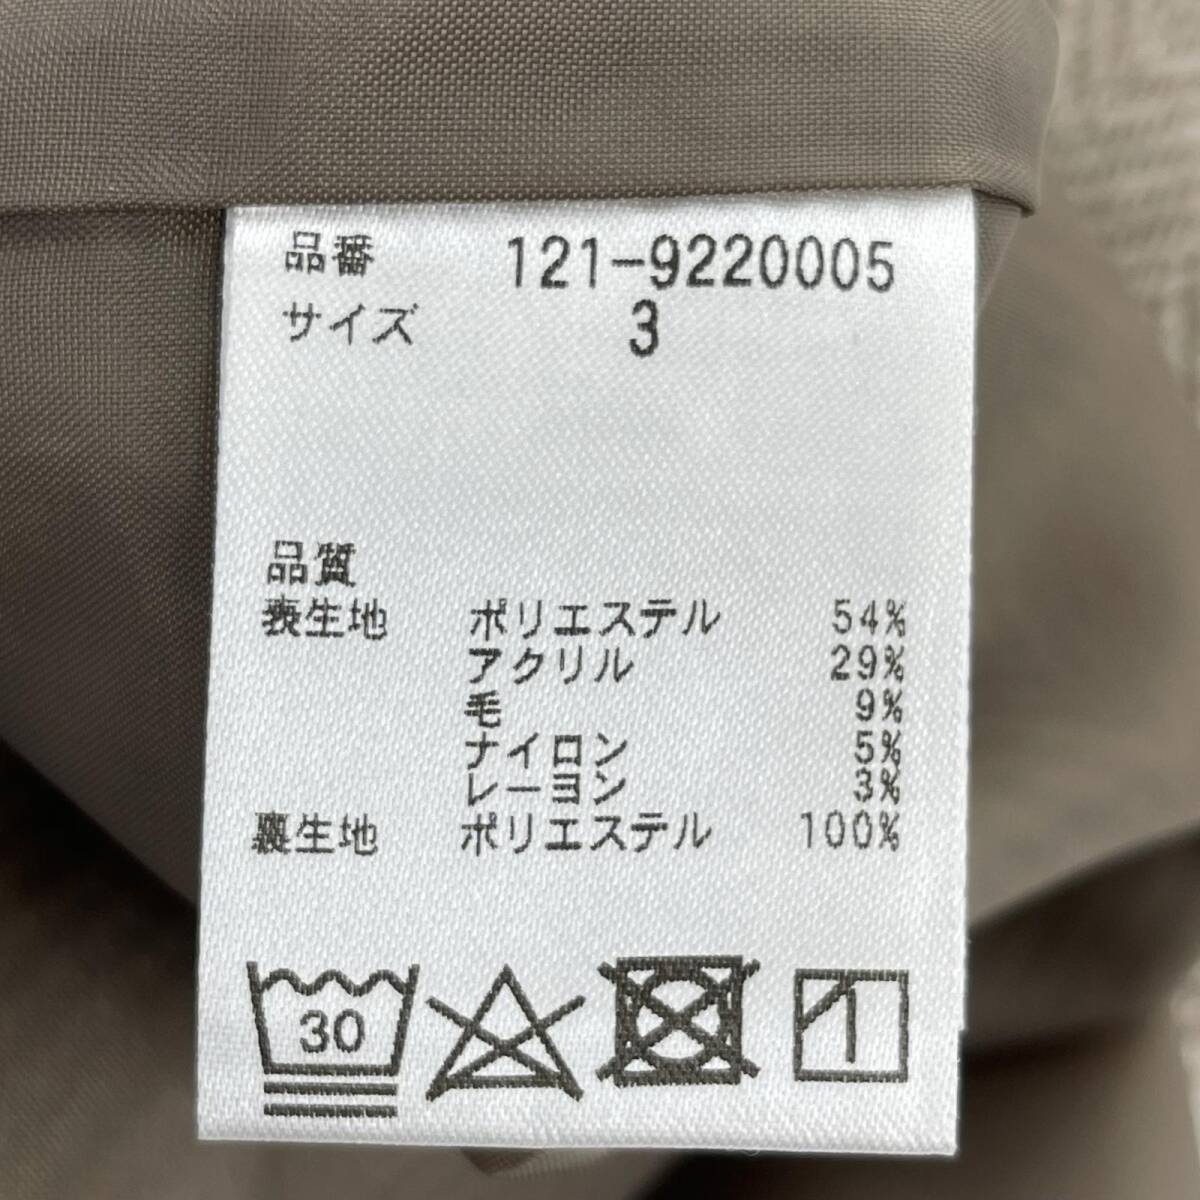 品番 121-9220005
サイズ 3
品質
表生地 ポリエステル 54%
アクリル 29%
毛 9%
ナイロン 5%
レーヨン 3%
裏生地 ポリエステル 100%
30